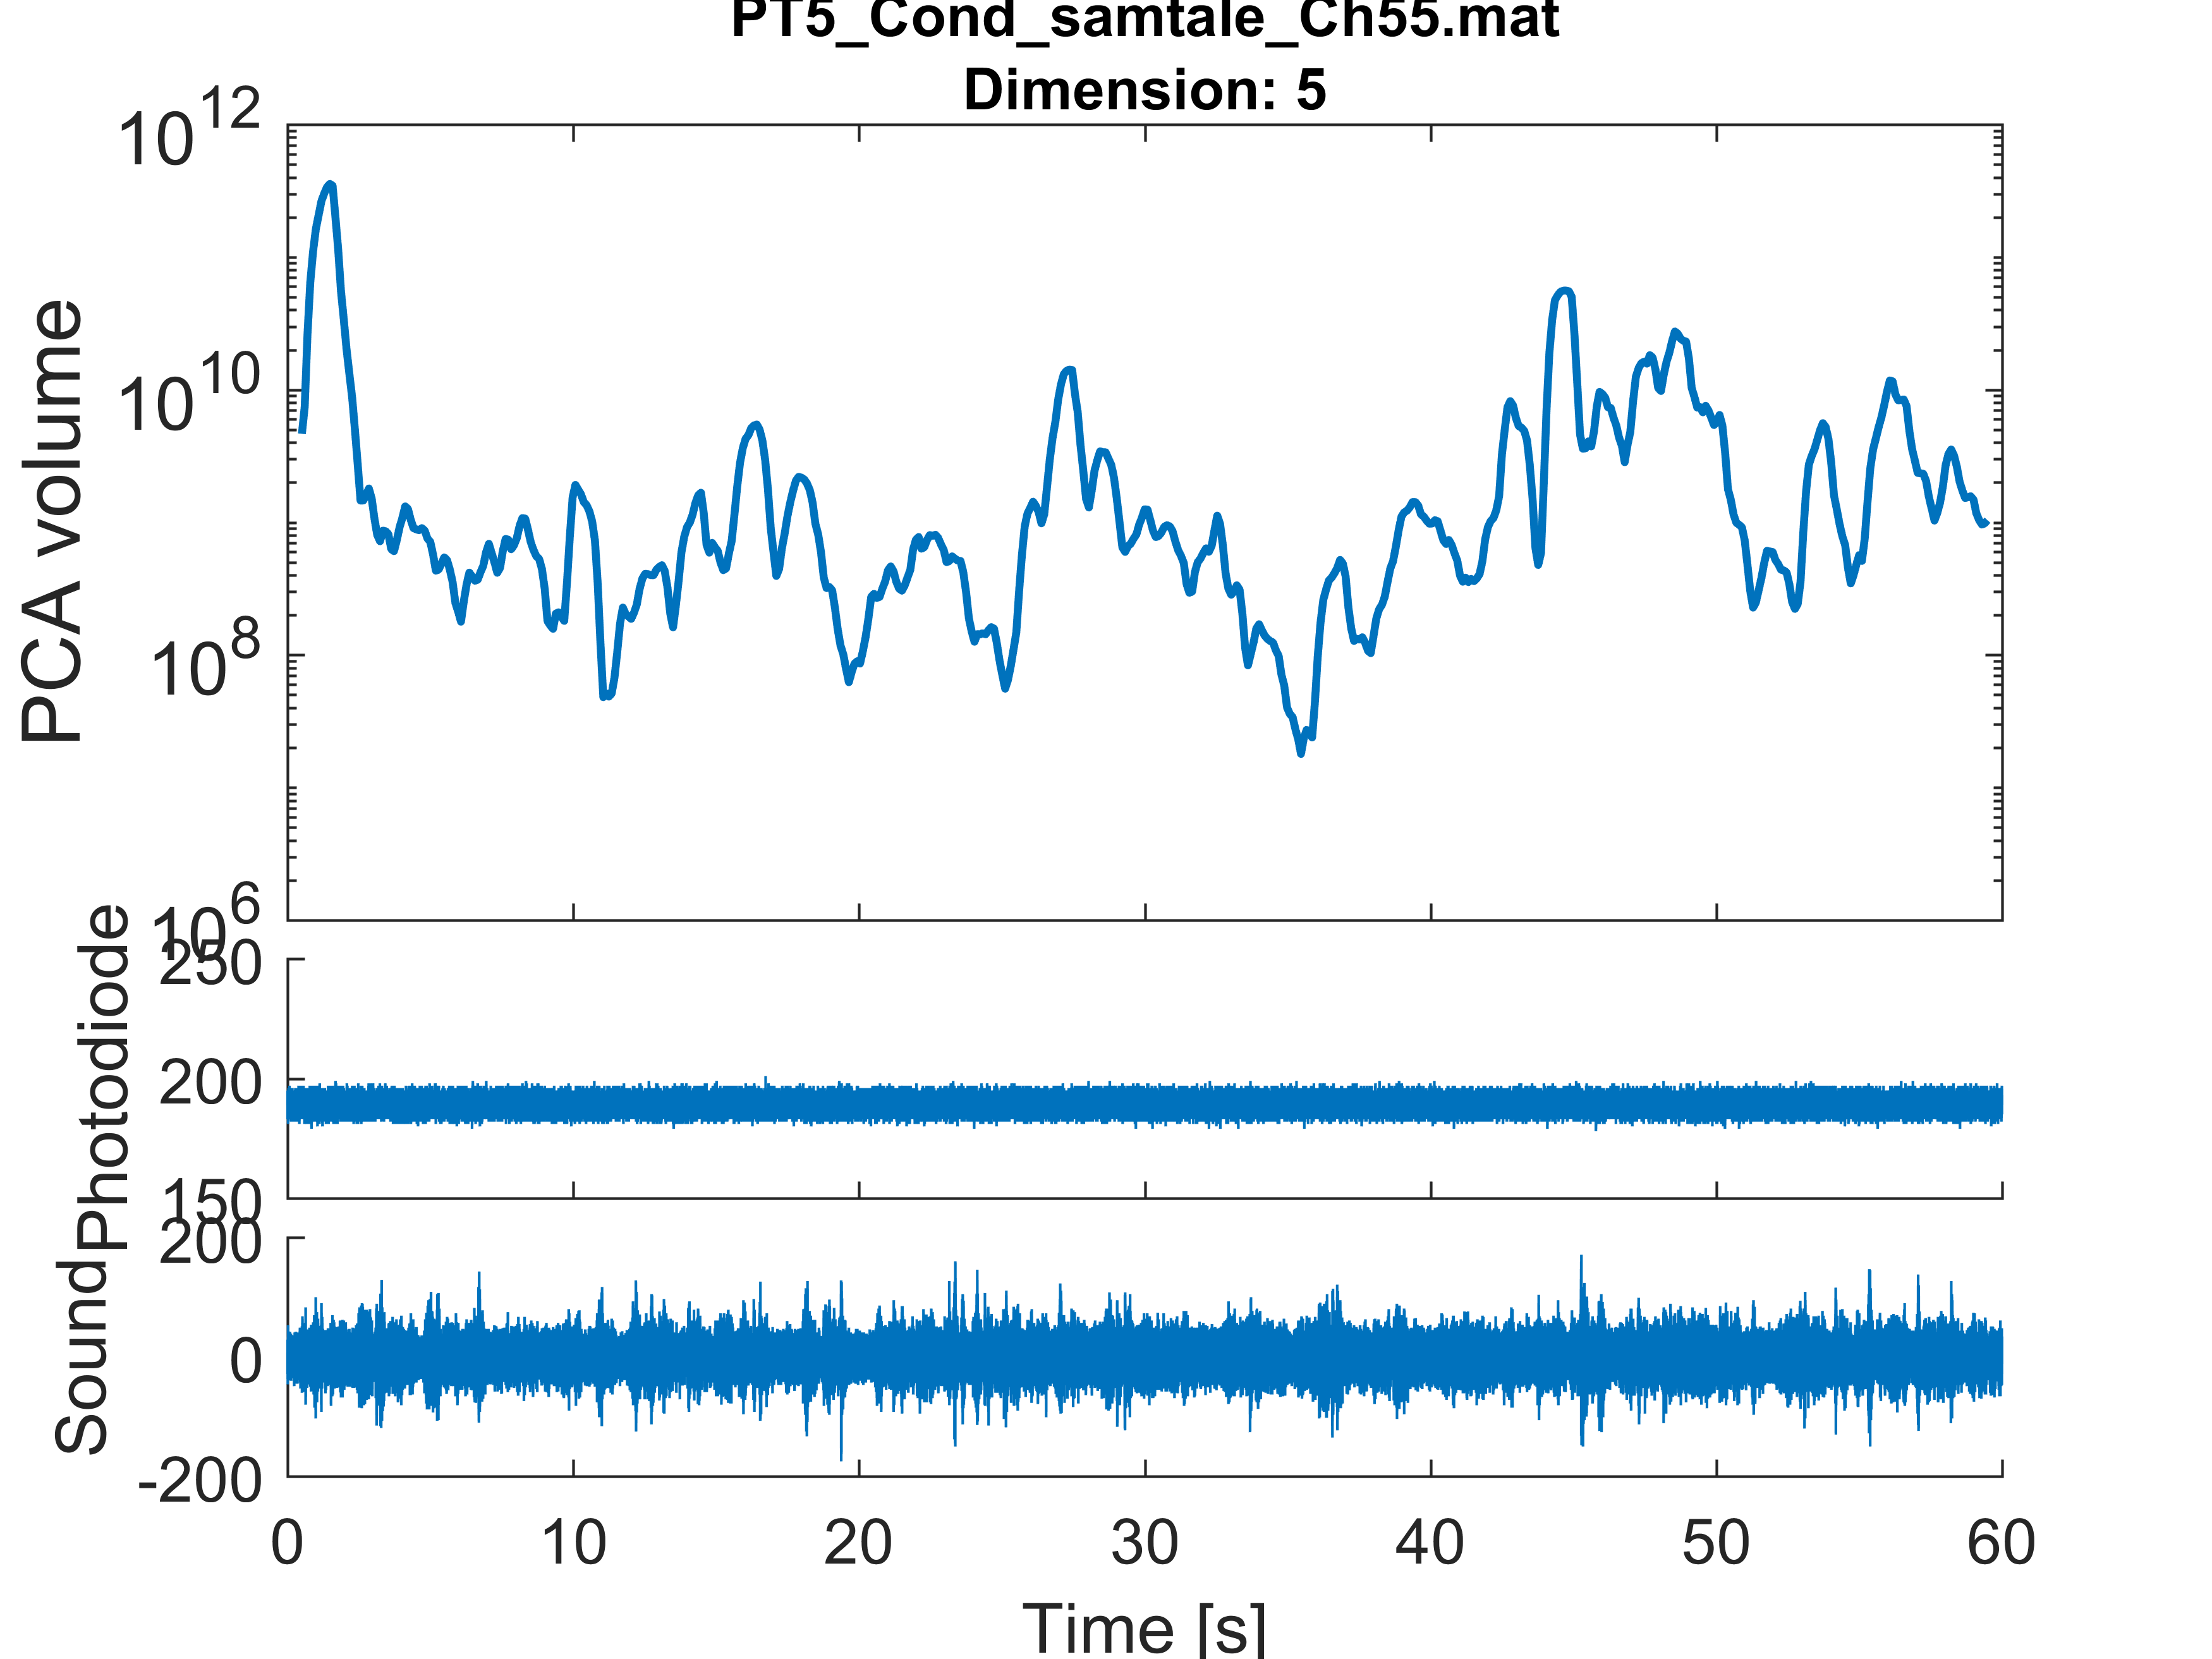 PT5_Cond_samtale_Ch55.mat
Dimension: 5
10^12
10^10
10^8
10^6
PCA volume
250
200
150
Photodiode
200
0
-200
Sound
0 10 20 30 40 50 60
Time [s]